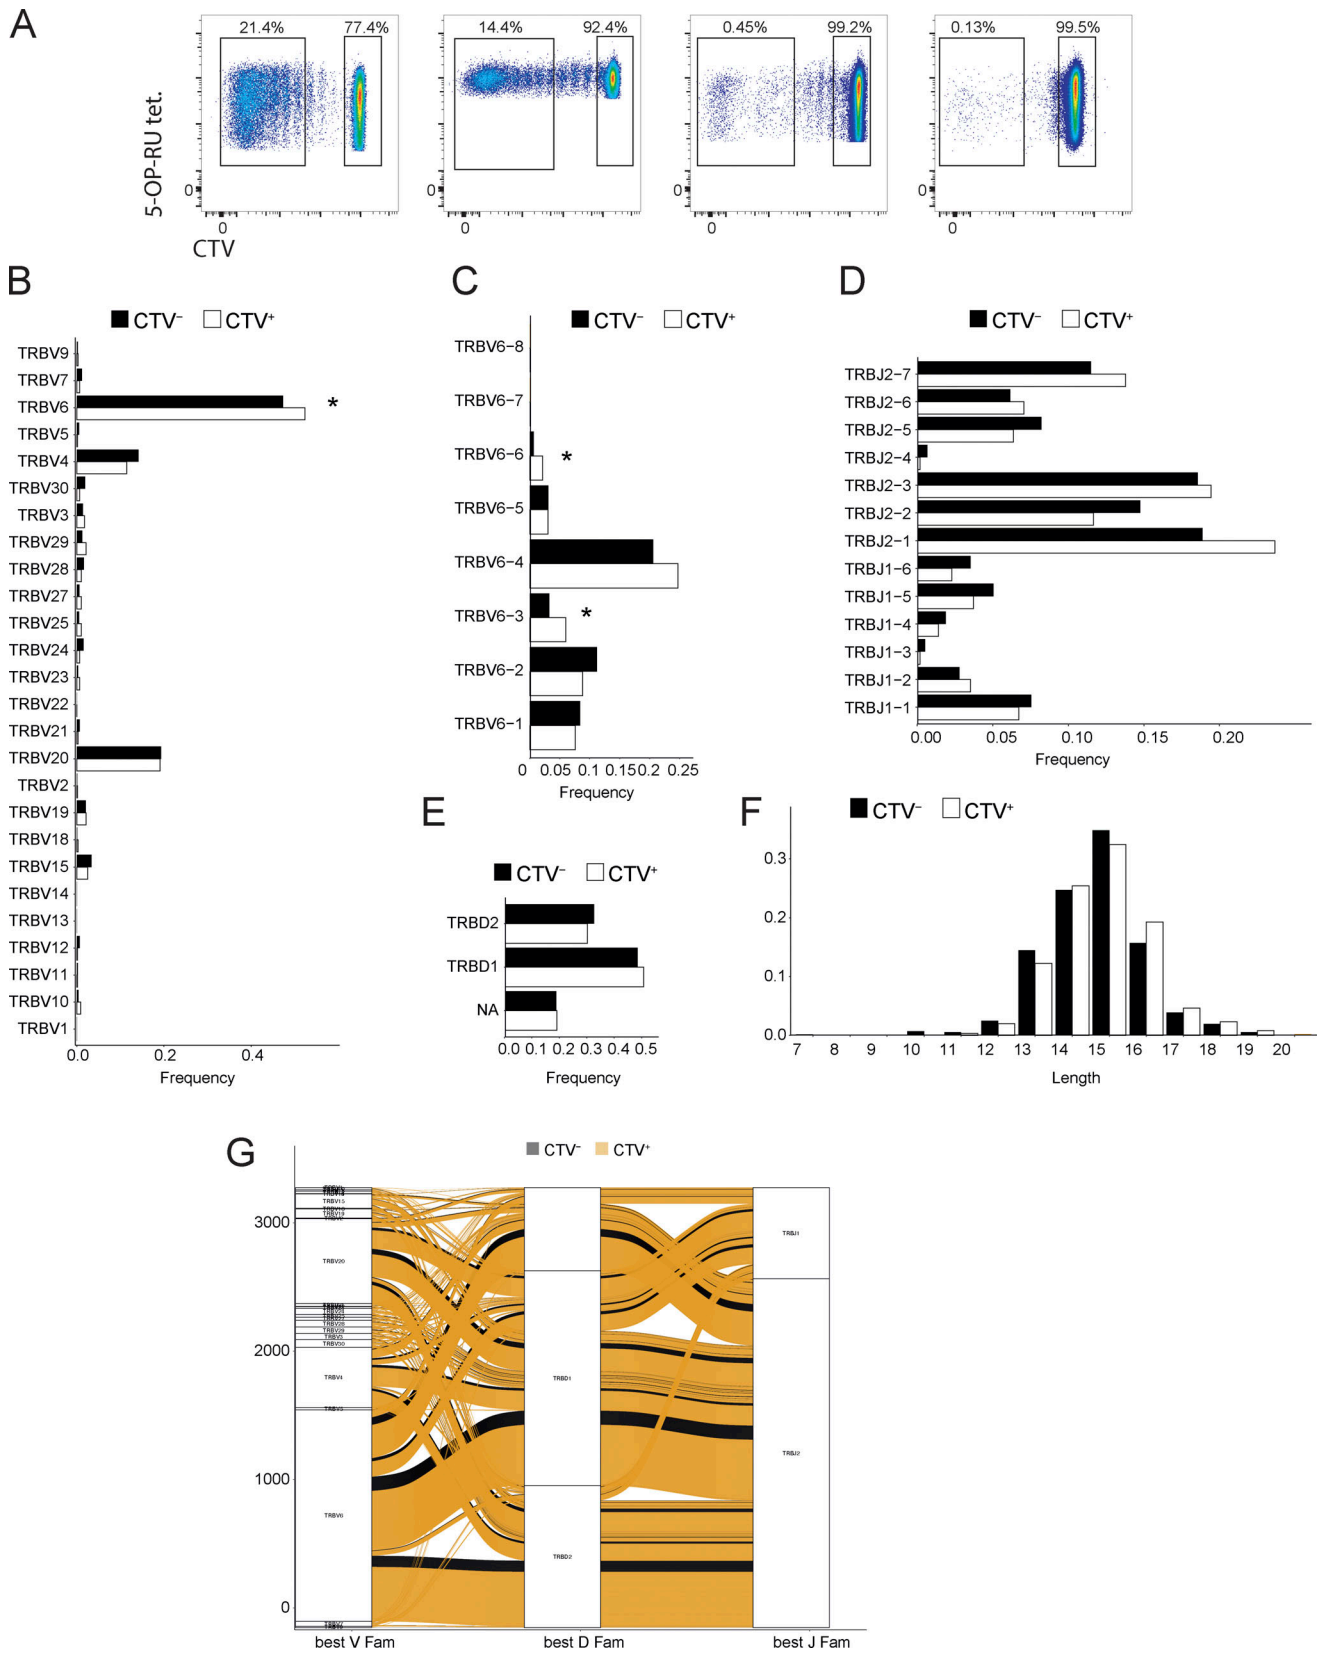 A
21.4% 77.4%
14.4% 92.4%
0.45% 99.2%
0.13% 99.5%
5-OP-RU tet.
0 0 0 0
0 0 0 0
CTV
B
CTV⁻ CTV⁺
TRBV9
TRBV7
TRBV6 *
TRBV5
TRBV4
TRBV30
TRBV3
TRBV29
TRBV28
TRBV27
TRBV25
TRBV24
TRBV23
TRBV22
TRBV21
TRBV20
TRBV2
TRBV19
TRBV18
TRBV15
TRBV14
TRBV13
TRBV12
TRBV11
TRBV10
TRBV1
0.0 0.2 0.4
Frequency
C
CTV⁻ CTV⁺
TRBV6−8
TRBV6−7
TRBV6−6 *
TRBV6−5
TRBV6−4
TRBV6−3 *
TRBV6−2
TRBV6−1
0 0.05 0.1 0.15 0.2 0.25
Frequency
D
CTV⁻ CTV⁺
TRBJ2−7
TRBJ2−6
TRBJ2−5
TRBJ2−4
TRBJ2−3
TRBJ2−2
TRBJ2−1
TRBJ1−6
TRBJ1−5
TRBJ1−4
TRBJ1−3
TRBJ1−2
TRBJ1−1
0.00 0.05 0.10 0.15 0.20
Frequency
E
CTV⁻ CTV⁺
TRBD2
TRBD1
NA
0.0 0.1 0.2 0.3 0.4 0.5
Frequency
F
CTV⁻ CTV⁺
0.3
0.2
0.1
0.0
7 8 9 10 11 12 13 14 15 16 17 18 19 20
Length
G
CTV⁻ CTV⁺
3000
2000
1000
0
TRBV15
TRBV19
TRBV2
TRBV20
TRBV28
TRBV29
TRBV3
TRBV30
TRBV4
TRBV5
TRBV6
TRBD1
TRBD2
TRBJ1
TRBJ2
best V Fam best D Fam best J Fam